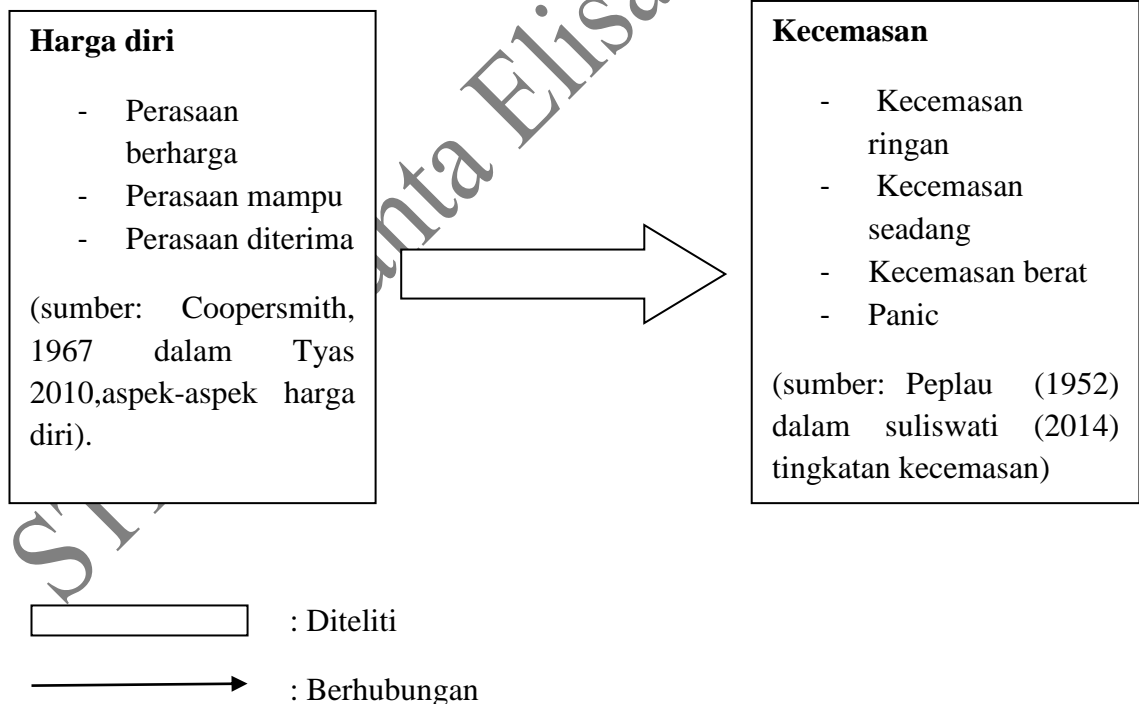 Harga diri
- Perasaan
berharga
- Perasaan mampu
- Perasaan diterima
(sumber: Coopersmith,
1967 dalam Tyas
2010,aspek-aspek harga
diri).
Kecemasan
- Kecemasan
ringan
- Kecemasan
seadang
- Kecemasan berat
- Panic
(sumber: Peplau (1952)
dalam suliswati (2014)
tingkatan kecemasan)
: Diteliti
: Berhubungan